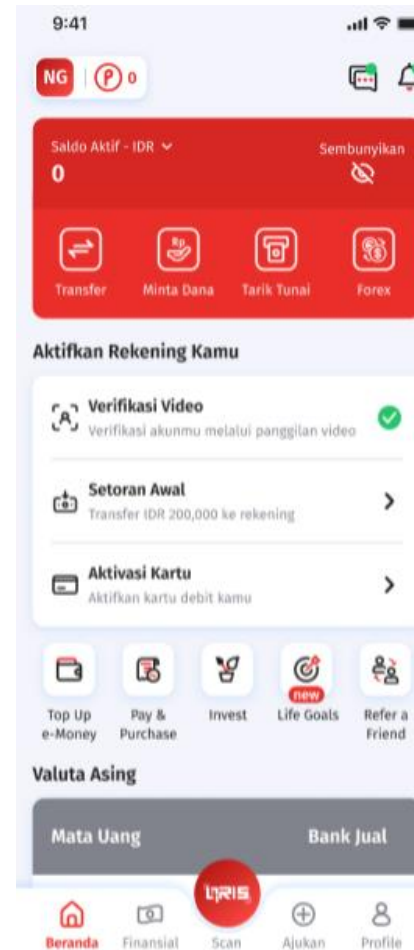 9:41
NG
P 0
Saldo Aktif - IDR
Sembunyikan
0
Rp
Transfer
Minta Dana
Tarik Tunai
Forex
Aktifkan Rekening Kamu
Verifikasi Video
Verifikasi akunmu melalui panggilan video
Setoran Awal
Transfer IDR 200,000 ke rekening
Aktivasi Kartu
Aktifkan kartu debit kamu
new
Top Up
e-Money
Pay &
Purchase
Invest
Life Goals
Refer a
Friend
Valuta Asing
Mata Uang
Bank Jual
QRIS
Beranda
Finansial
Scan
Ajukan
Profile